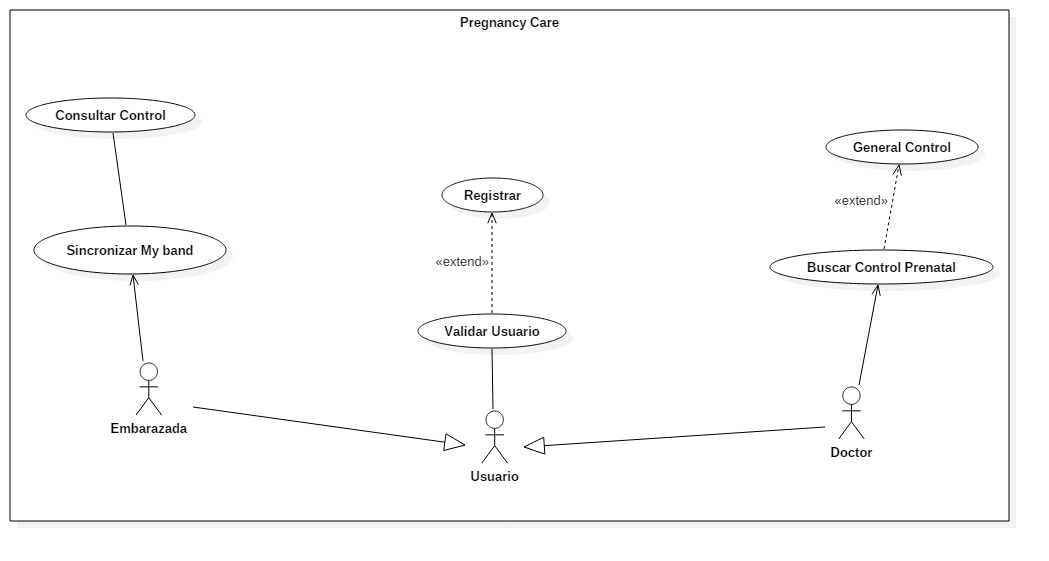 Pregnancy Care
Consultar Control
General Control
Registrar
«extend»
Sincronizar My band
«extend»
Buscar Control Prenatal
Validar Usuario
Embarazada
Doctor
Usuario